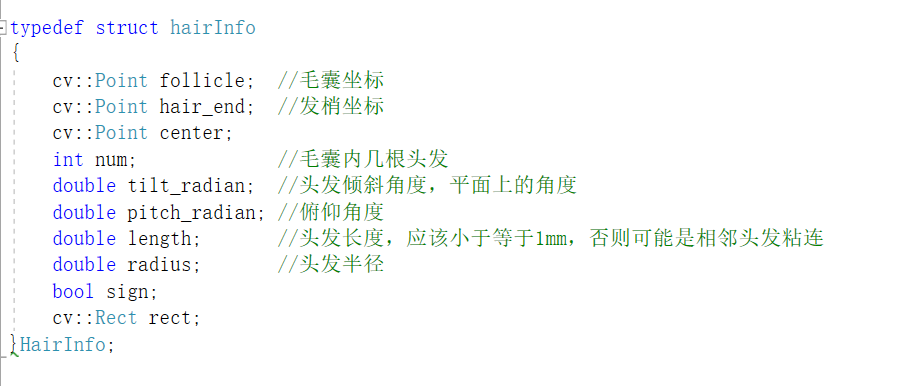 typedef struct hairInfo
{
cv::Point follicle; //毛囊坐标
cv::Point hair_end; //发梢坐标
cv::Point center;
int num; //毛囊内几根头发
double tilt_radian; //头发倾斜角度，平面上的角度
double pitch_radian; //俯仰角度
double length; //头发长度，应该小于等于1mm，否则可能是相邻头发粘连
double radius; //头发半径
bool sign;
cv::Rect rect;
}HairInfo;